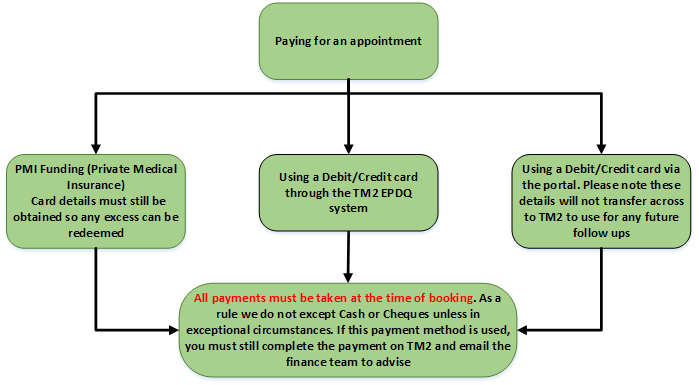 Paying for an appointment
PMI Funding (Private Medical
Insurance)
Card details must still be
obtained so any excess can be
redeemed
Using a Debit/Credit card
through the TM2 EPDQ
system
Using a Debit/Credit card via
the portal. Please note these
details will not transfer across
to TM2 to use for any future
follow ups
All payments must be taken at the time of booking. As a
rule we do not except Cash or Cheques unless in
exceptional circumstances. If this payment method is used,
you must still complete the payment on TM2 and email the
finance team to advise